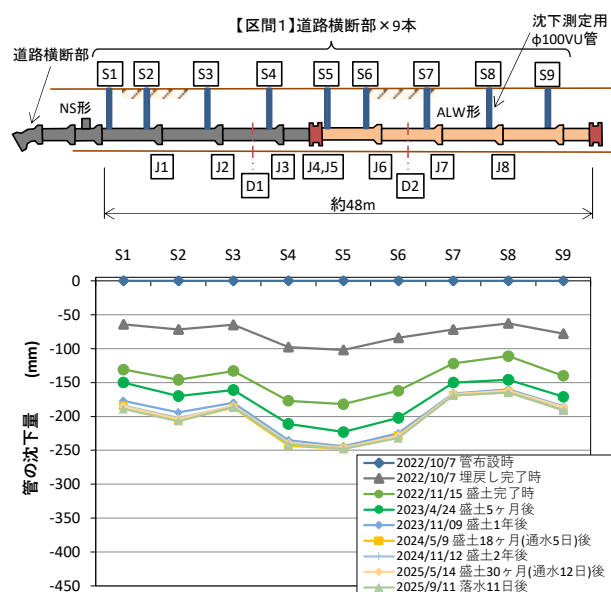 【区間1】道路横断部×9本
沈下測定用
φ100VU管
道路横断部
S1 S2 S3 S4 S5 S6 S7 S8 S9
NS形
ALW形
J1 J2 J3 J4,J5 J6 J7 J8
D1 D2
約48m
S1 S2 S3 S4 S5 S6 S7 S8 S9
管の沈下量 (mm)
0
-50
-100
-150
-200
-250
-300
-350
-400
-450
2022/10/7 管布設時
2022/10/7 埋戻し完了時
2022/11/15 盛土完了時
2023/4/24 盛土5ヶ月後
2023/11/09 盛土1年後
2024/5/9 盛土18ヶ月(通水5日)後
2024/11/12 盛土2年後
2025/5/14 盛土30ヶ月(通水12日)後
2025/9/11 落水11日後